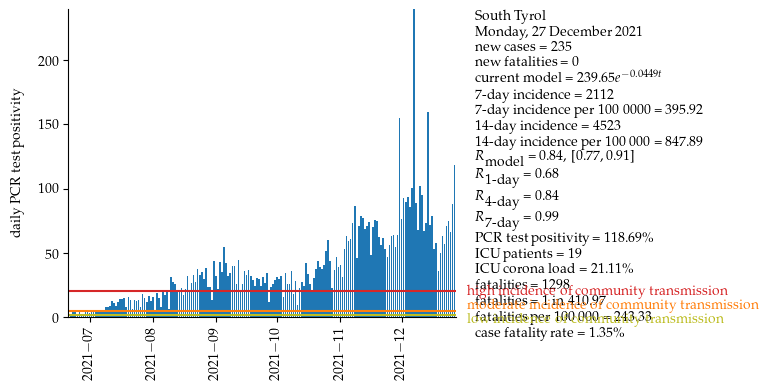 South Tyrol
Monday, 27 December 2021
new cases = 235
new fatalities = 0
current model = 239.65e^{−0.0449t}
7-day incidence = 2112
7-day incidence per 100 0000 = 395.92
14-day incidence = 4523
14-day incidence per 100 000 = 847.89
R_model = 0.84, [0.77, 0.91]
R_1-day = 0.68
R_4-day = 0.84
R_7-day = 0.99
PCR test positivity = 118.69%
ICU patients = 19
ICU corona load = 21.11%
fatalities = 1298
high incidence of community transmission
fatalities = 1 in 410.97
moderate incidence of community transmission
fatalities per 100 000 = 243.33
low incidence of community transmission
case fatality rate = 1.35%
daily PCR test positivity
200
150
100
50
0
2021−07
2021−08
2021−09
2021−10
2021−11
2021−12